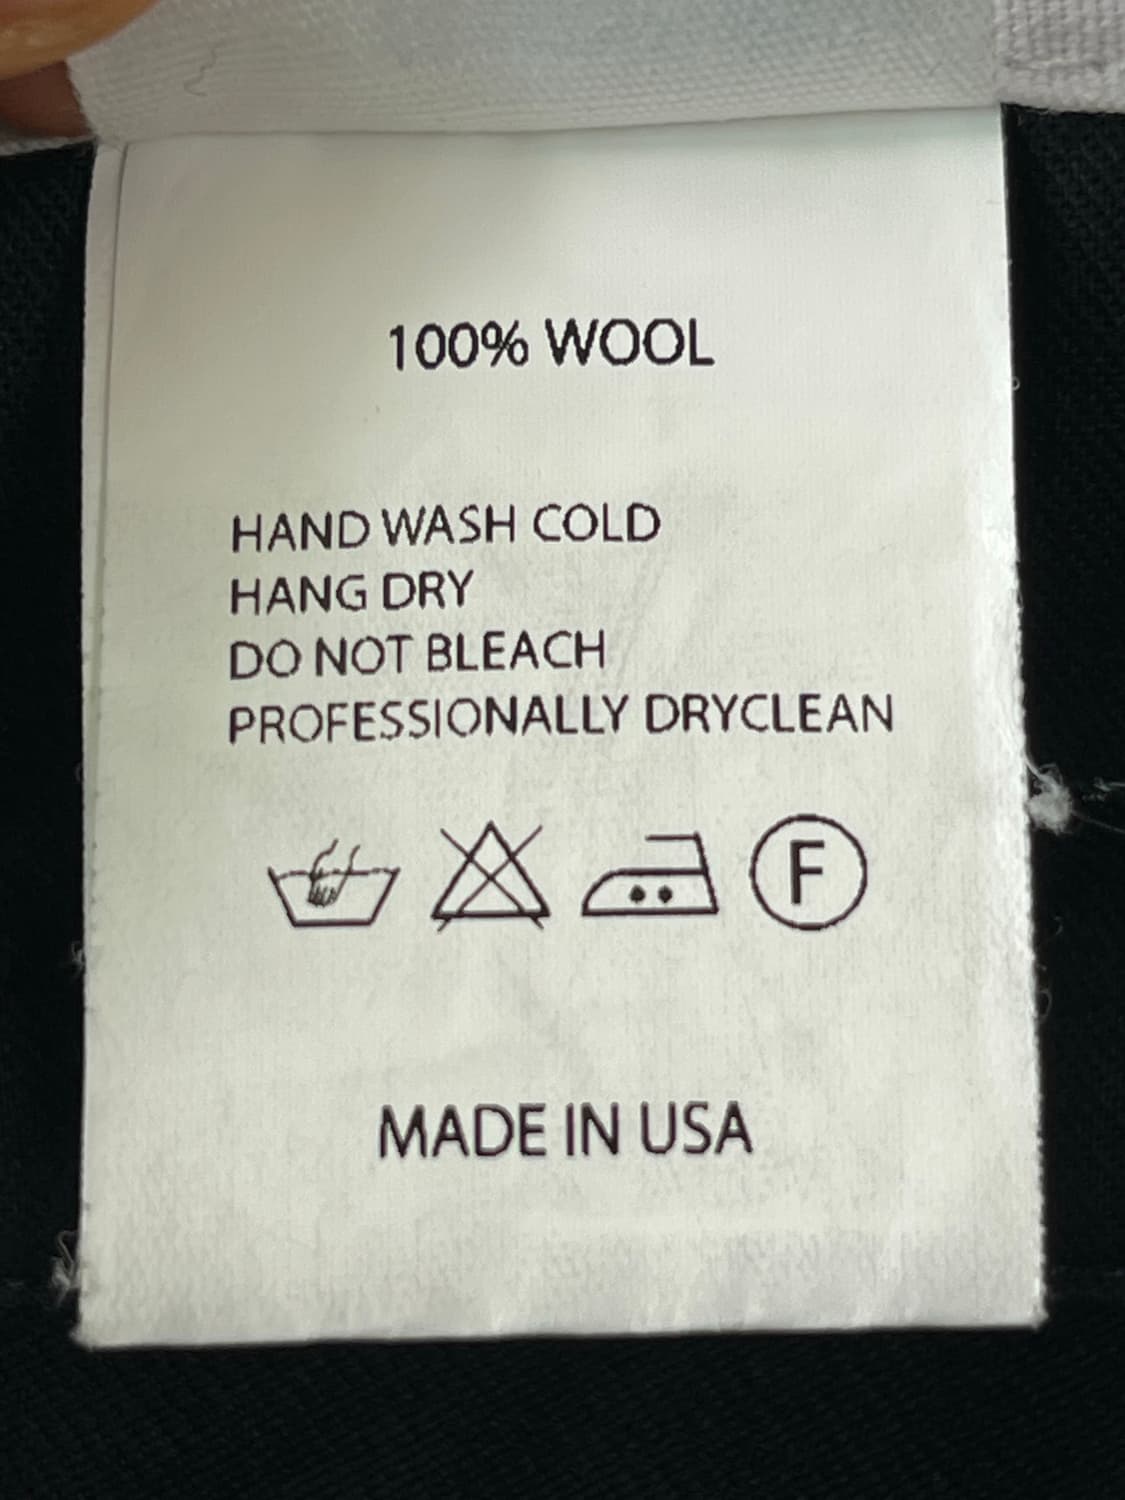 100% WOOL
HAND WASH COLD
HANG DRY
DO NOT BLEACH
PROFESSIONALLY DRYCLEAN
F
MADE IN USA